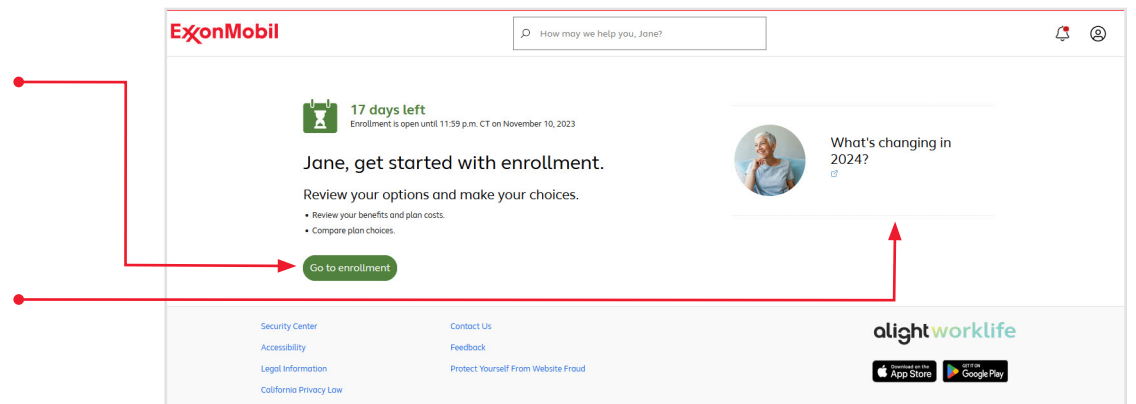 ExxonMobil
How may we help you, Jane?
17 days left
Enrollment is open until 11:59 p.m. CT on November 10, 2023
Jane, get started with enrollment.
Review your options and make your choices.
• Review your benefits and plan costs.
• Compare plan choices.
Go to enrollment
What's changing in
2024?
Security Center
Accessibility
Legal Information
California Privacy Law
Contact Us
Feedback
Protect Yourself From Website Fraud
alightworklife
Download on the
App Store
GET IT ON
Google Play